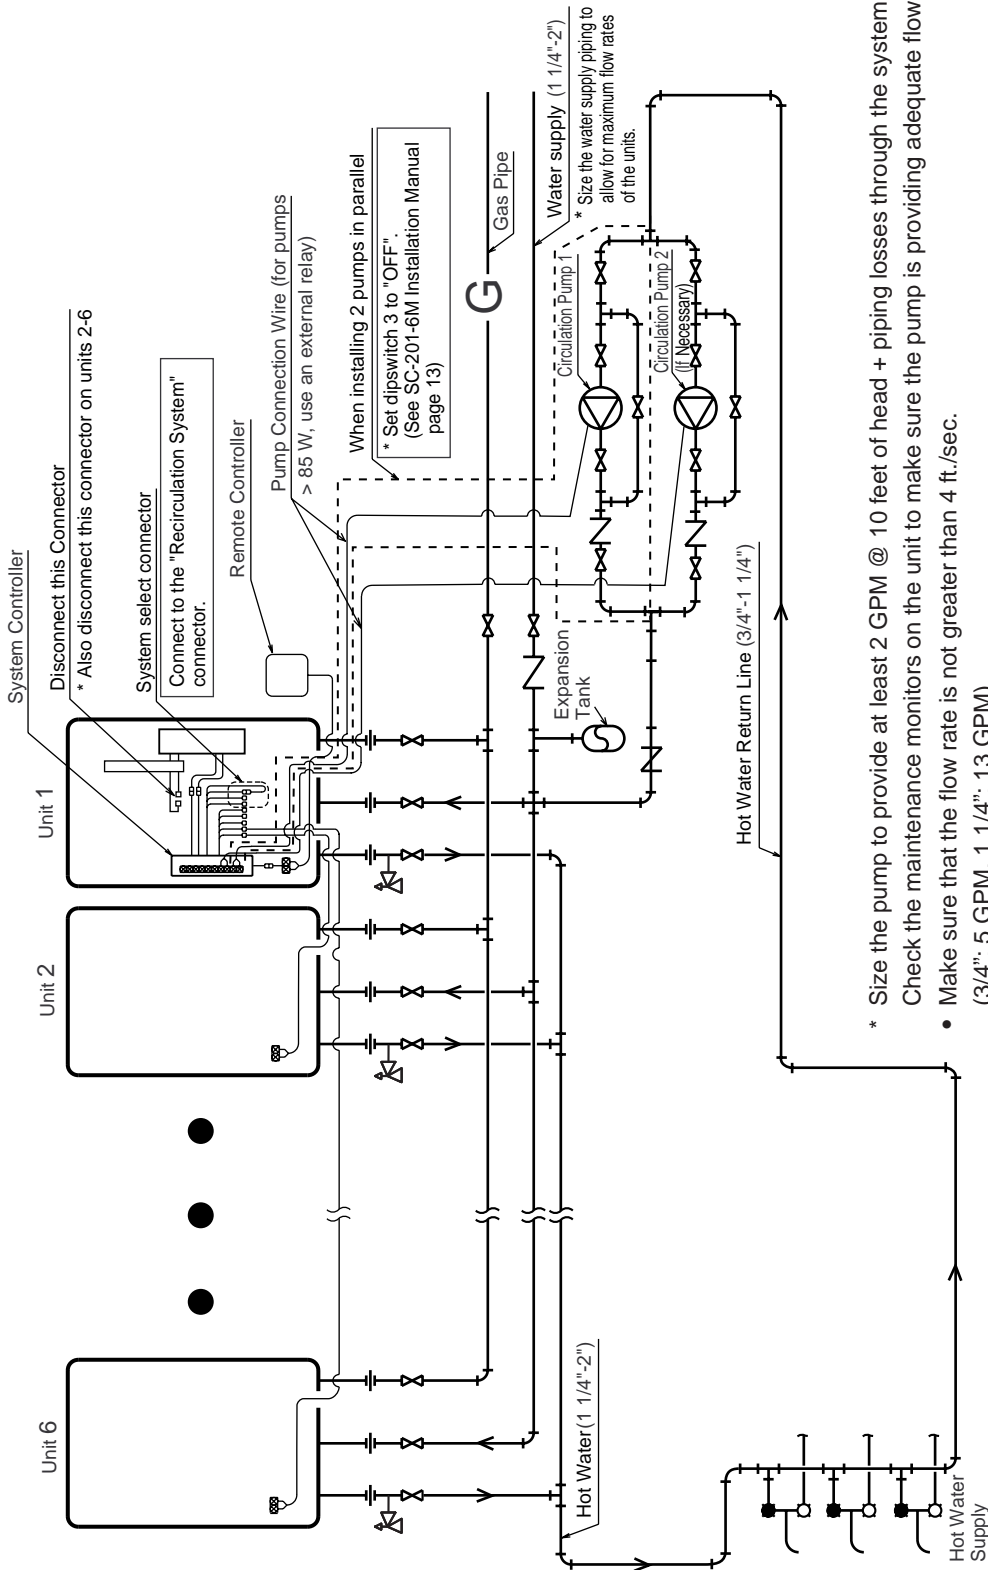 System Controller
Disconnect this Connector
* Also disconnect this connector on units 2-6
System select connector
Connect to the "Recirculation System"
connector.
Remote Controller
Pump Connection Wire (for pumps
> 85 W, use an external relay)
When installing 2 pumps in parallel
* Set dipswitch 3 to "OFF".
(See SC-201-6M Installation Manual
page 13)
G
Gas Pipe
Water supply (1 1/4"-2")
* Size the water supply piping to
allow for maximum flow rates
of the units.
Unit 1
Unit 2
Unit 6
Expansion
Tank
Circulation Pump 1
Circulation Pump 2
(If Necessary)
Hot Water Return Line (3/4"-1 1/4")
Hot Water (1 1/4"-2")
Hot Water
Supply
* Size the pump to provide at least 2 GPM @ 10 feet of head + piping losses through the system
Check the maintenance monitors on the unit to make sure the pump is providing adequate flow
• Make sure that the flow rate is not greater than 4 ft./sec.
(3/4": 5 GPM, 1 1/4": 13 GPM)